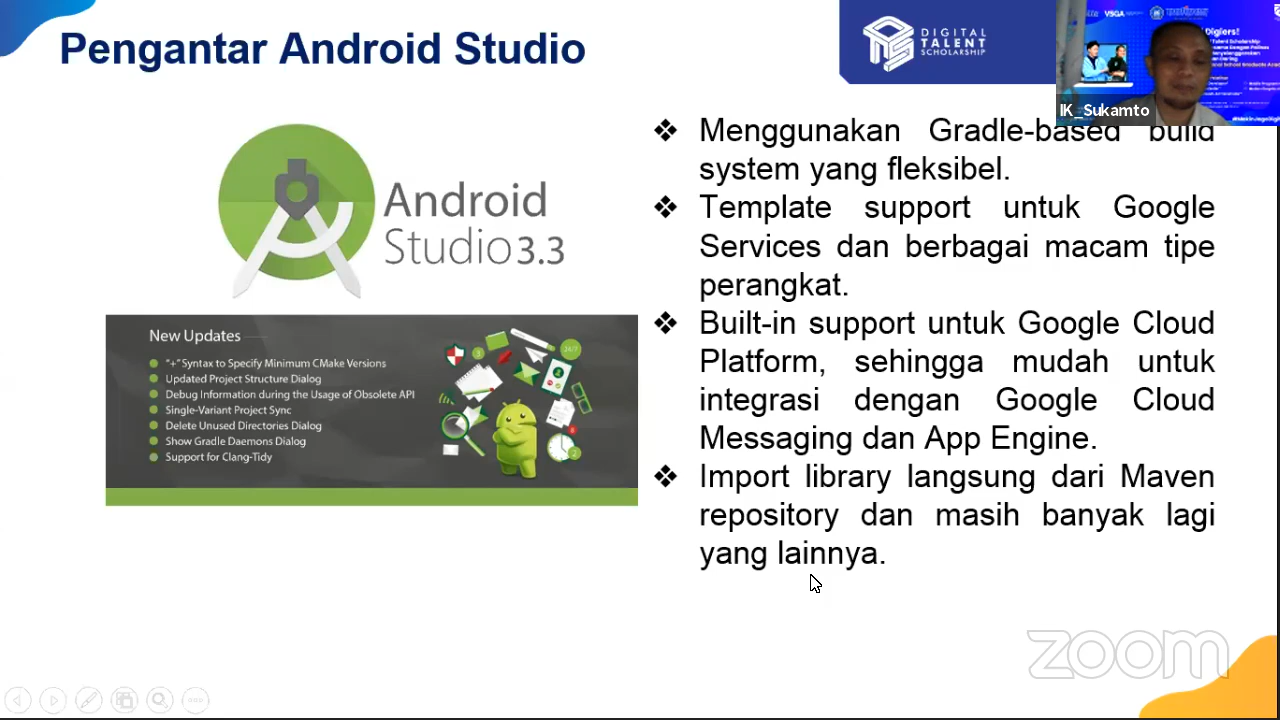 Pengantar Android Studio
DIGITAL
TALENT
SCHOLARSHIP
VSGA
IK_Sukamto
Android
Studio 3.3
New Updates
"+" Syntax to Specify Minimum CMake Versions
Updated Project Structure Dialog
Debug Information during the Usage of Obsolete API
Single-Variant Project Sync
Delete Unused Directories Dialog
Show Gradle Daemons Dialog
Support for Clang-Tidy
24/7
❖ Menggunakan Gradle-based build
system yang fleksibel.
❖ Template support untuk Google
Services dan berbagai macam tipe
perangkat.
❖ Built-in support untuk Google Cloud
Platform, sehingga mudah untuk
integrasi dengan Google Cloud
Messaging dan App Engine.
❖ Import library langsung dari Maven
repository dan masih banyak lagi
yang lainnya.
zoom